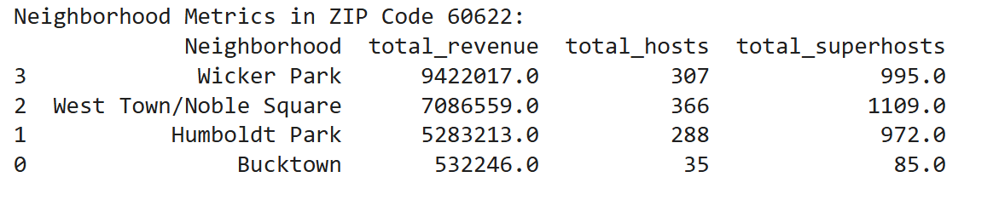 Neighborhood Metrics in ZIP Code 60622:
Neighborhood total_revenue total_hosts total_superhosts
3 Wicker Park 9422017.0 307 995.0
2 West Town/Noble Square 7086559.0 366 1109.0
1 Humboldt Park 5283213.0 288 972.0
0 Bucktown 532246.0 35 85.0